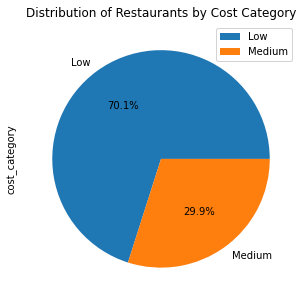 Distribution of Restaurants by Cost Category
Low
Medium
Low
70.1%
cost_category
29.9%
Medium